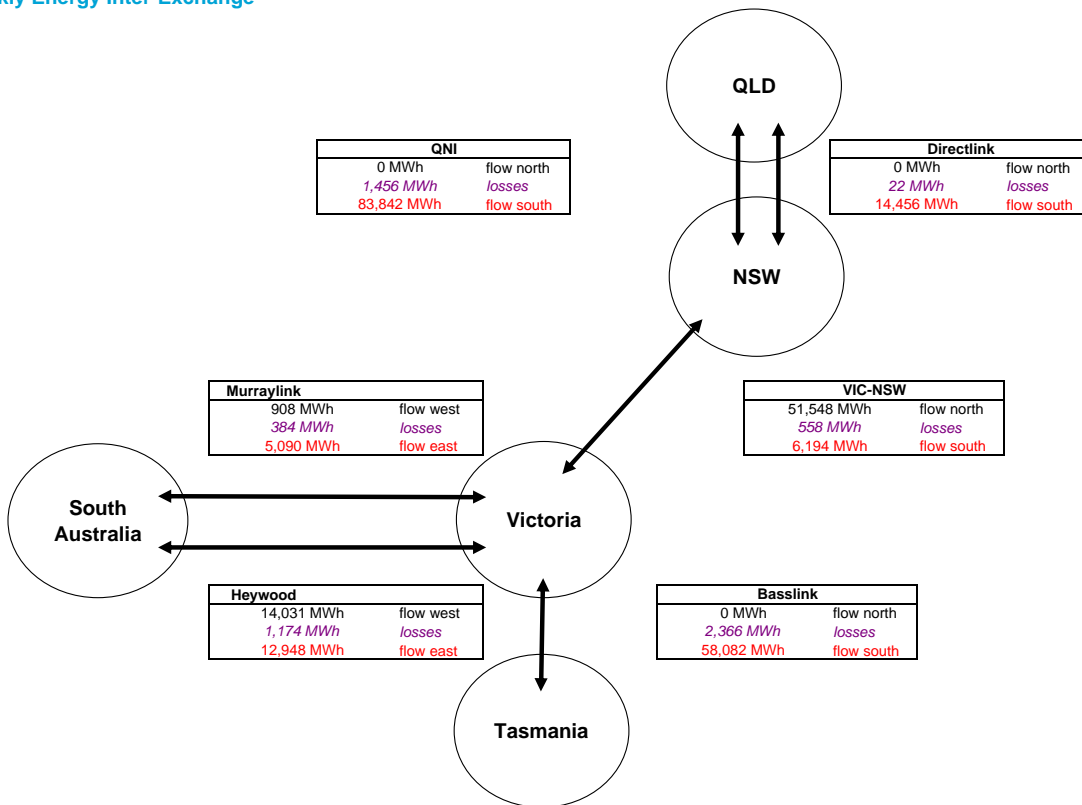 kly Energy Inter-Exchange
QLD
QNI
0 MWh flow north
1,456 MWh losses
83,842 MWh flow south
Directlink
0 MWh flow north
22 MWh losses
14,456 MWh flow south
NSW
Murraylink
908 MWh flow west
384 MWh losses
5,090 MWh flow east
VIC-NSW
51,548 MWh flow north
558 MWh losses
6,194 MWh flow south
South
Australia
Victoria
Heywood
14,031 MWh flow west
1,174 MWh losses
12,948 MWh flow east
Basslink
0 MWh flow north
2,366 MWh losses
58,082 MWh flow south
Tasmania